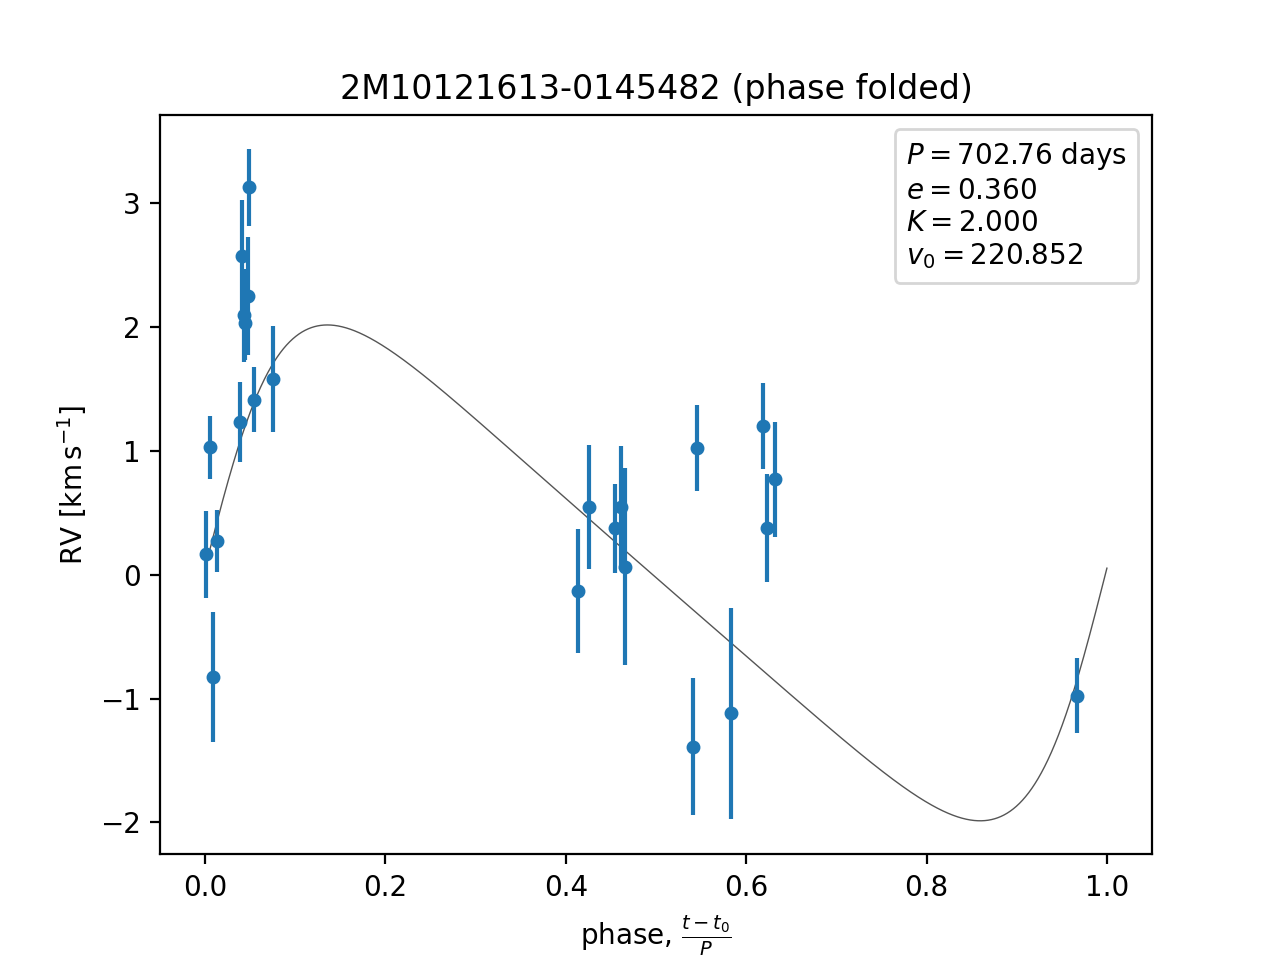 2M10121613-0145482 (phase folded)
P = 702.76 days
e = 0.360
K = 2.000
v₀ = 220.852
RV [km s⁻¹]
3
2
1
0
−1
−2
0.0 0.2 0.4 0.6 0.8 1.0
phase, (t − t₀)/P